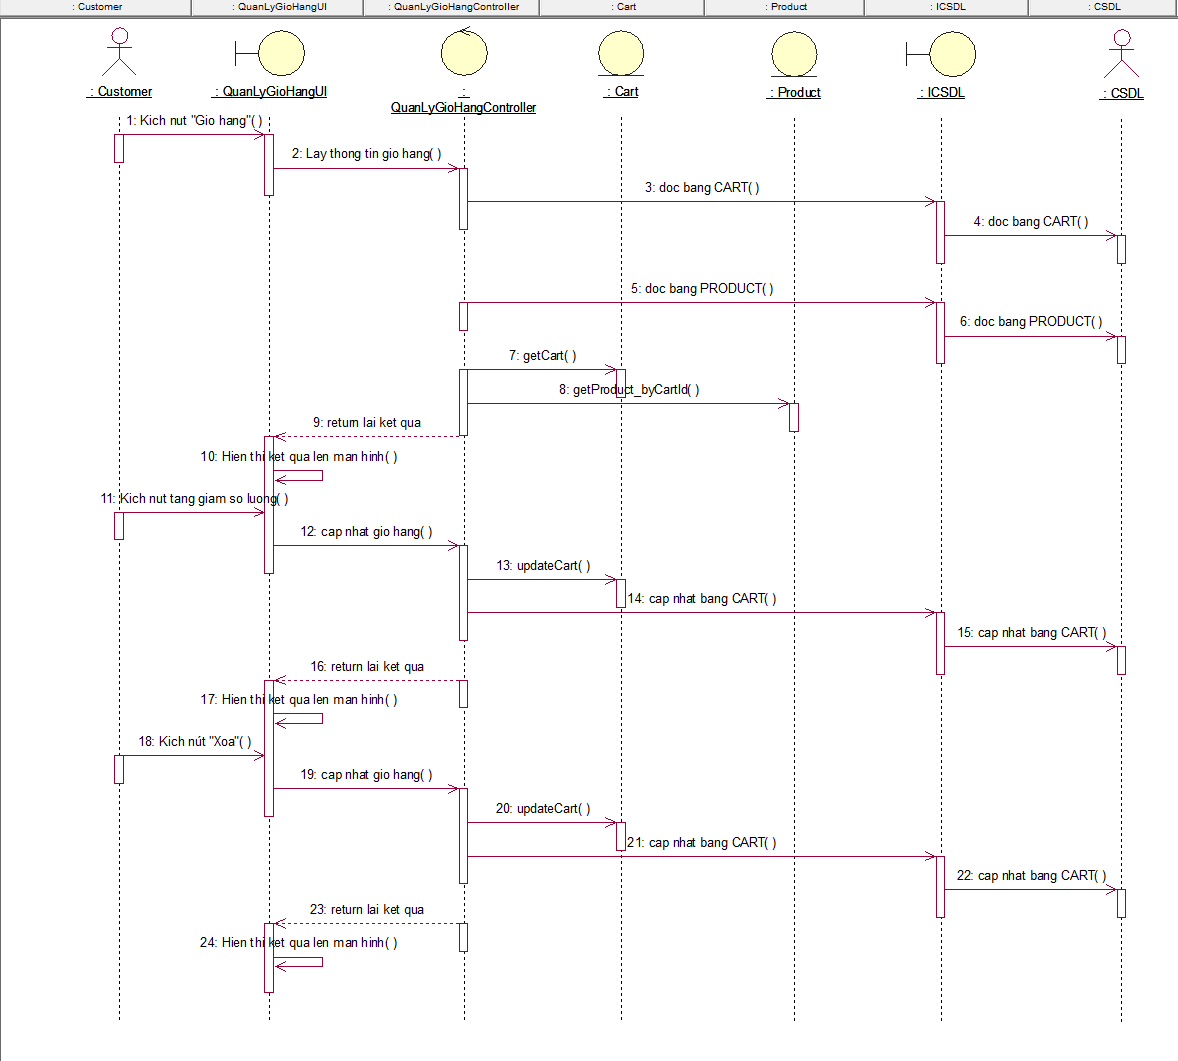 : Customer
: QuanLyGioHangUI
: QuanLyGioHangController
: Cart
: Product
: ICSDL
: CSDL
: Customer
: QuanLyGioHangUI
:
QuanLyGioHangController
: Cart
: Product
: ICSDL
: CSDL
1: Kich nut "Gio hang"( )
2: Lay thong tin gio hang( )
3: doc bang CART( )
4: doc bang CART( )
5: doc bang PRODUCT( )
6: doc bang PRODUCT( )
7: getCart( )
8: getProduct_byCartId( )
9: return lai ket qua
10: Hien thi ket qua len man hinh( )
11: Kich nut tang giam so luong( )
12: cap nhat gio hang( )
13: updateCart( )
14: cap nhat bang CART( )
15: cap nhat bang CART( )
16: return lai ket qua
17: Hien thi ket qua len man hinh( )
18: Kich nút "Xoa"( )
19: cap nhat gio hang( )
20: updateCart( )
21: cap nhat bang CART( )
22: cap nhat bang CART( )
23: return lai ket qua
24: Hien thi ket qua len man hinh( )